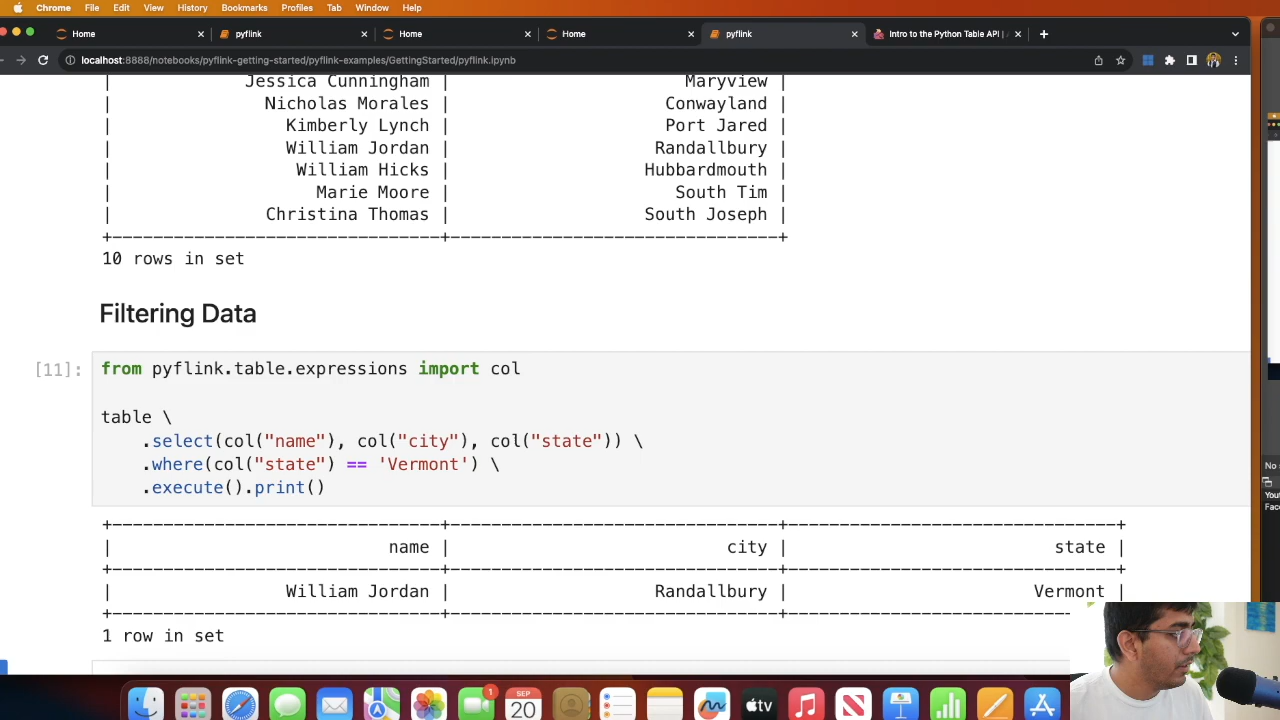 Chrome File Edit View History Bookmarks Profiles Tab Window Help
Home pyflink Home Home pyflink Intro to the Python Table API |
localhost:8888/notebooks/pyflink-getting-started/pyflink-examples/GettingStarted/pyflink.ipynb
| Jessica Cunningham | Maryview |
| Nicholas Morales | Conwayland |
| Kimberly Lynch | Port Jared |
| William Jordan | Randallbury |
| William Hicks | Hubbardmouth |
| Marie Moore | South Tim |
| Christina Thomas | South Joseph |
+--------------------------------+--------------------------------+
10 rows in set
Filtering Data
[11]: from pyflink.table.expressions import col
table \
.select(col("name"), col("city"), col("state")) \
.where(col("state") == 'Vermont') \
.execute().print()
+--------------------------------+--------------------------------+--------------------------------+
| name | city | state |
+--------------------------------+--------------------------------+--------------------------------+
| William Jordan | Randallbury | Vermont |
+--------------------------------+--------------------------------+---------------------------
1 row in set
No
You
Fac
1
SEP
20
tv